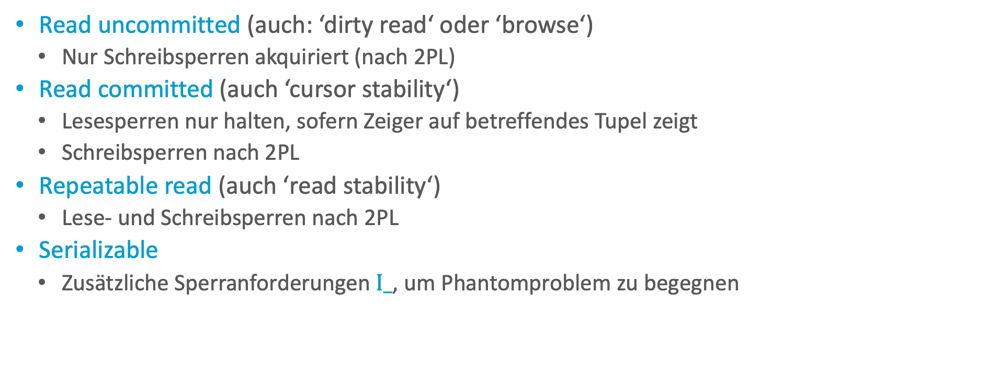 • Read uncommitted (auch: ‘dirty read‘ oder ‘browse‘)
• Nur Schreibsperren akquiriert (nach 2PL)
• Read committed (auch ‘cursor stability‘)
• Lesesperren nur halten, sofern Zeiger auf betreffendes Tupel zeigt
• Schreibsperren nach 2PL
• Repeatable read (auch ‘read stability‘)
• Lese- und Schreibsperren nach 2PL
• Serializable
• Zusätzliche Sperranforderungen I_, um Phantomproblem zu begegnen